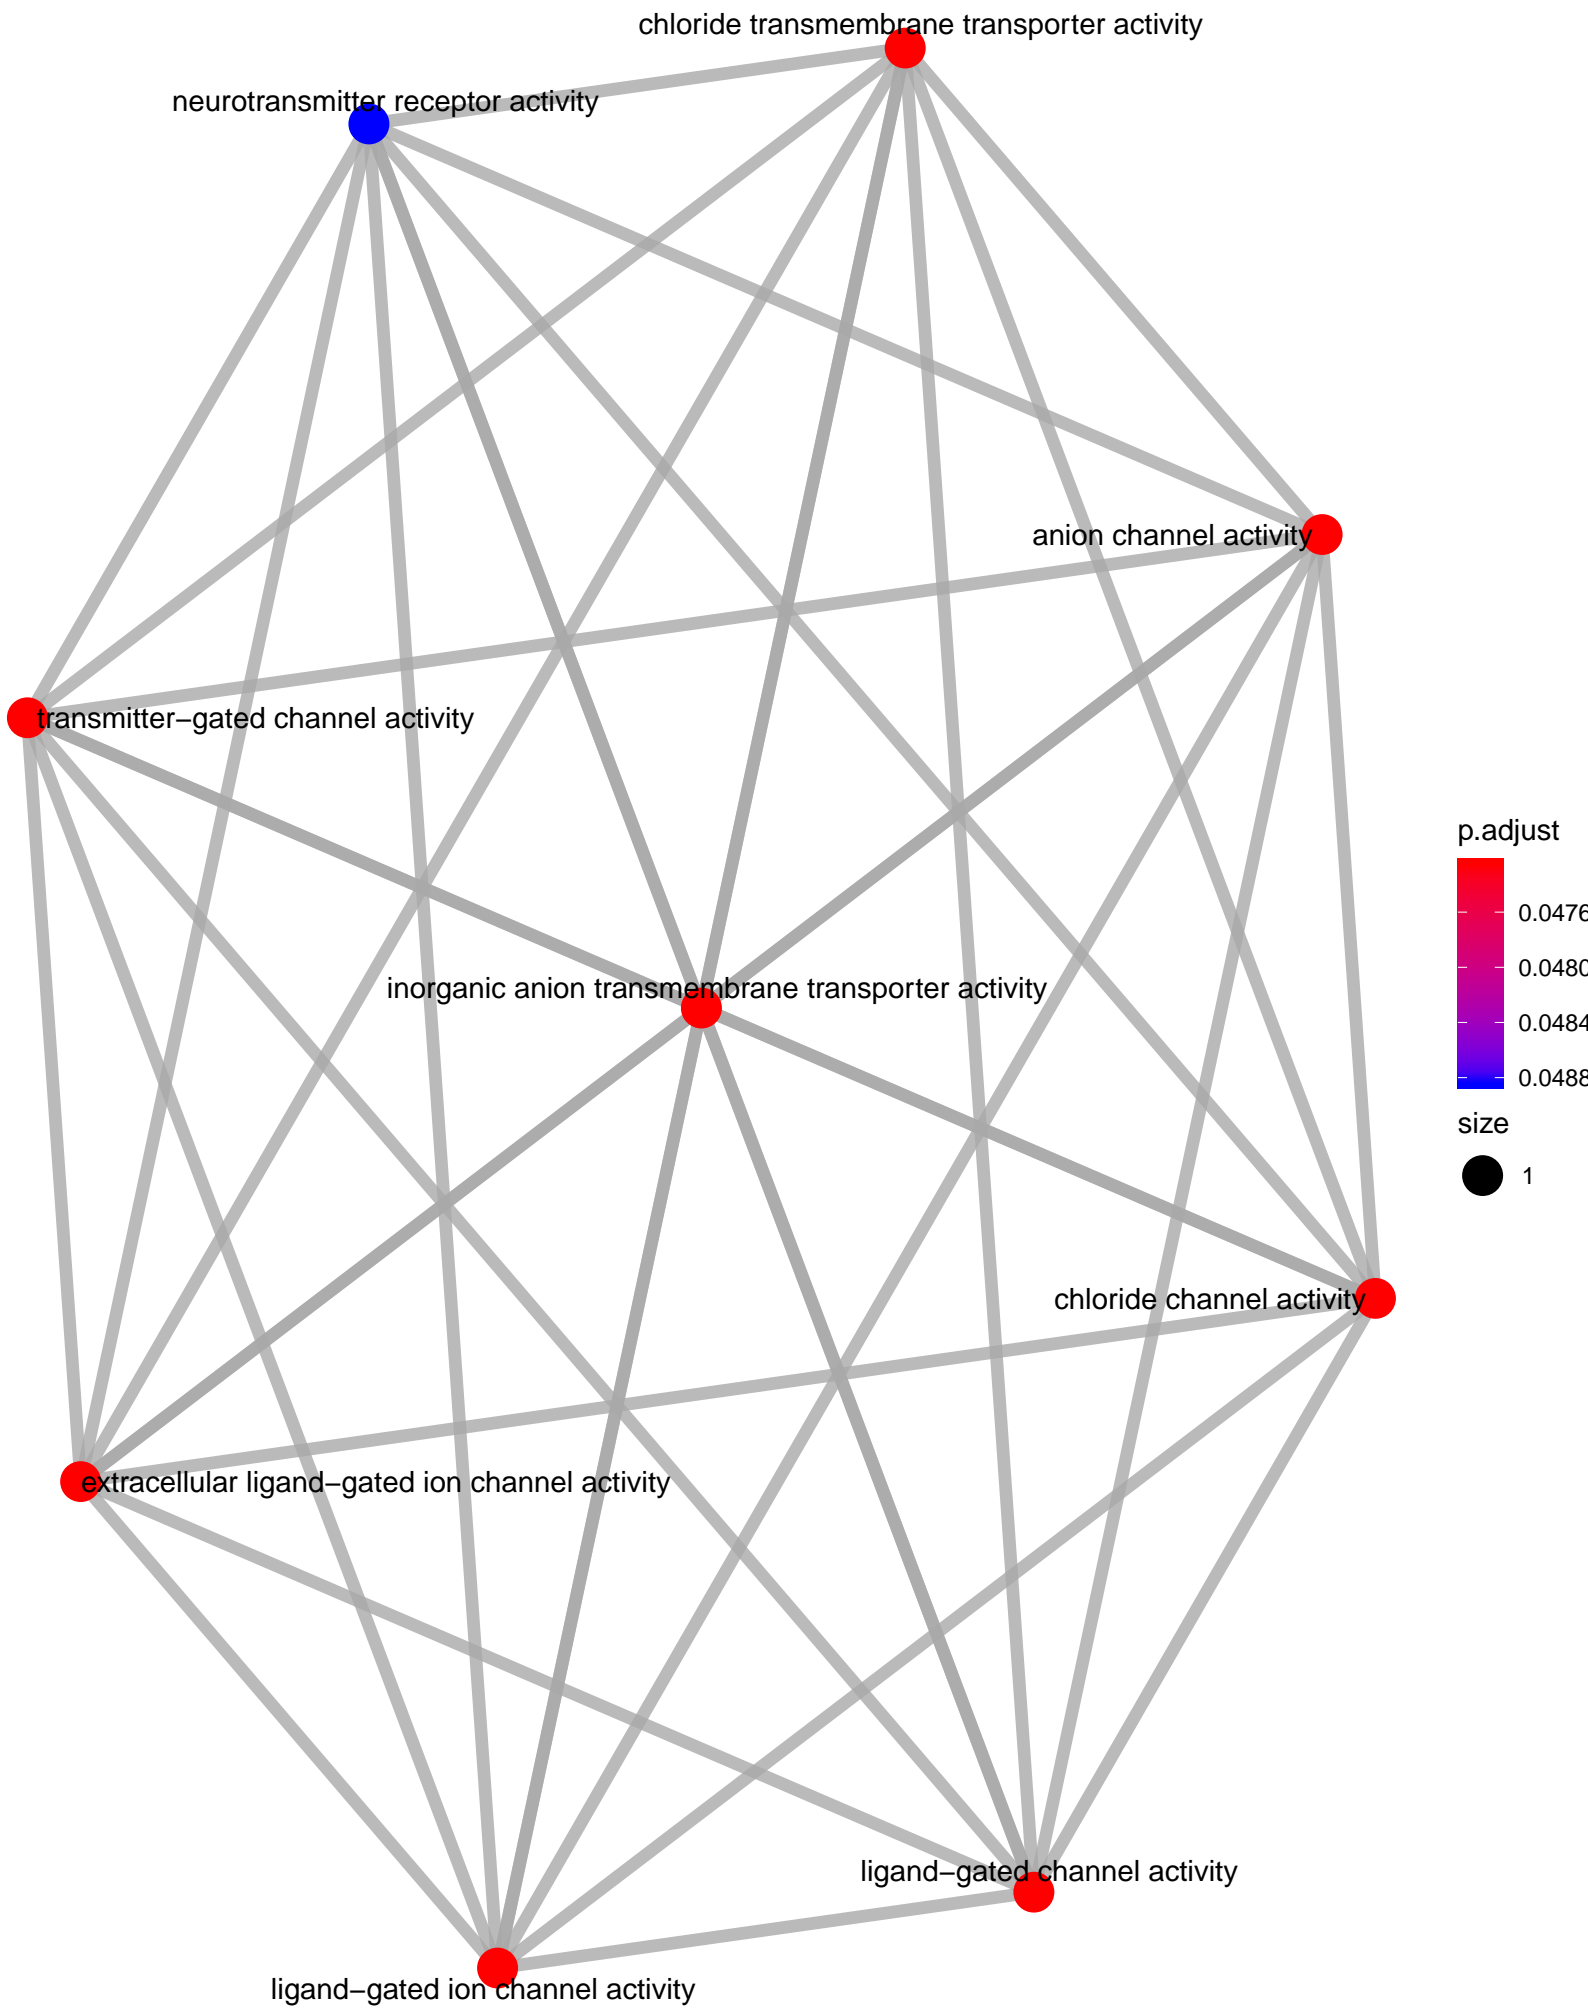 chloride transmembrane transporter activity
neurotransmitter receptor activity
anion channel activity
transmitter−gated channel activity
p.adjust
0.0476
0.0480
inorganic anion transmembrane transporter activity
0.0484
0.0488
size
1
chloride channel activity
extracellular ligand−gated ion channel activity
ligand−gated channel activity
ligand−gated ion channel activity